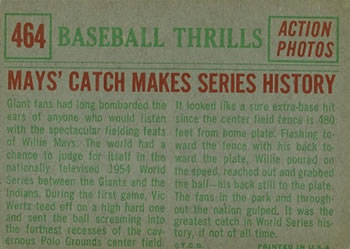 464 BASEBALL THRILLS ACTION
PHOTOS
MAYS' CATCH MAKES SERIES HISTORY
Giant fans had long bombarded the
ears of anyone who would listen
with the spectacular fielding feats
of Willie Mays. The world had a
chance to judge for itself in the
nationally televised 1954 World
Series between the Giants and the
Indians. During the first game, Vic
Wertz teed off on a high hard
one and sent the ball screaming into
the furthest recesses of the cav-
ernous Polo Grounds center field.
It looked like a sure extra-base hit
since the center field fence is 480
feet from home plate. Flashing to-
ward the fence with his back to-
ward the plate, Willie poured on
the speed, reached out and grabbed
the ball—his back still to the plate.
The fans in the park and through-
out the nation gulped. It was the
greatest catch in World Series his-
tory, if not of all time.
© T.C.G. PRINTED IN U.S.A.